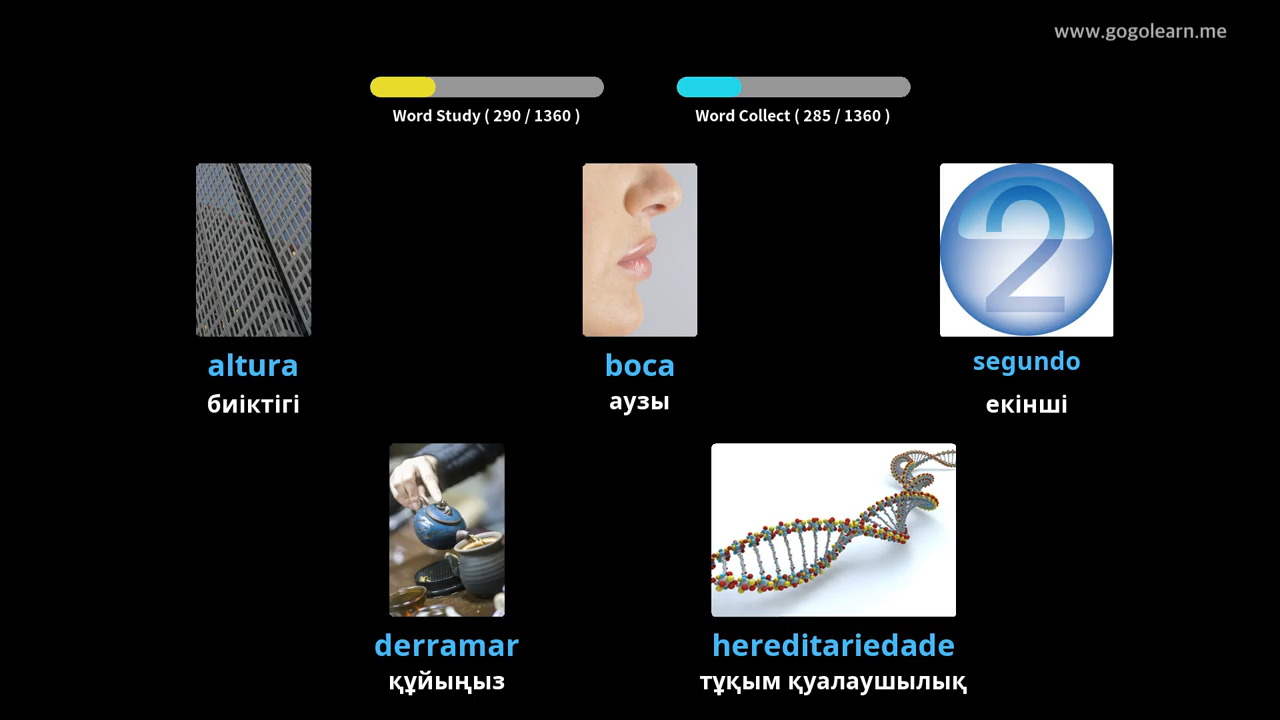 www.gogolearn.me
Word Study ( 290 / 1360 )
Word Collect ( 285 / 1360 )
2
altura
биіктігі
boca
аузы
segundo
екінші
derramar
құйыңыз
hereditariedade
тұқым қуалаушылық